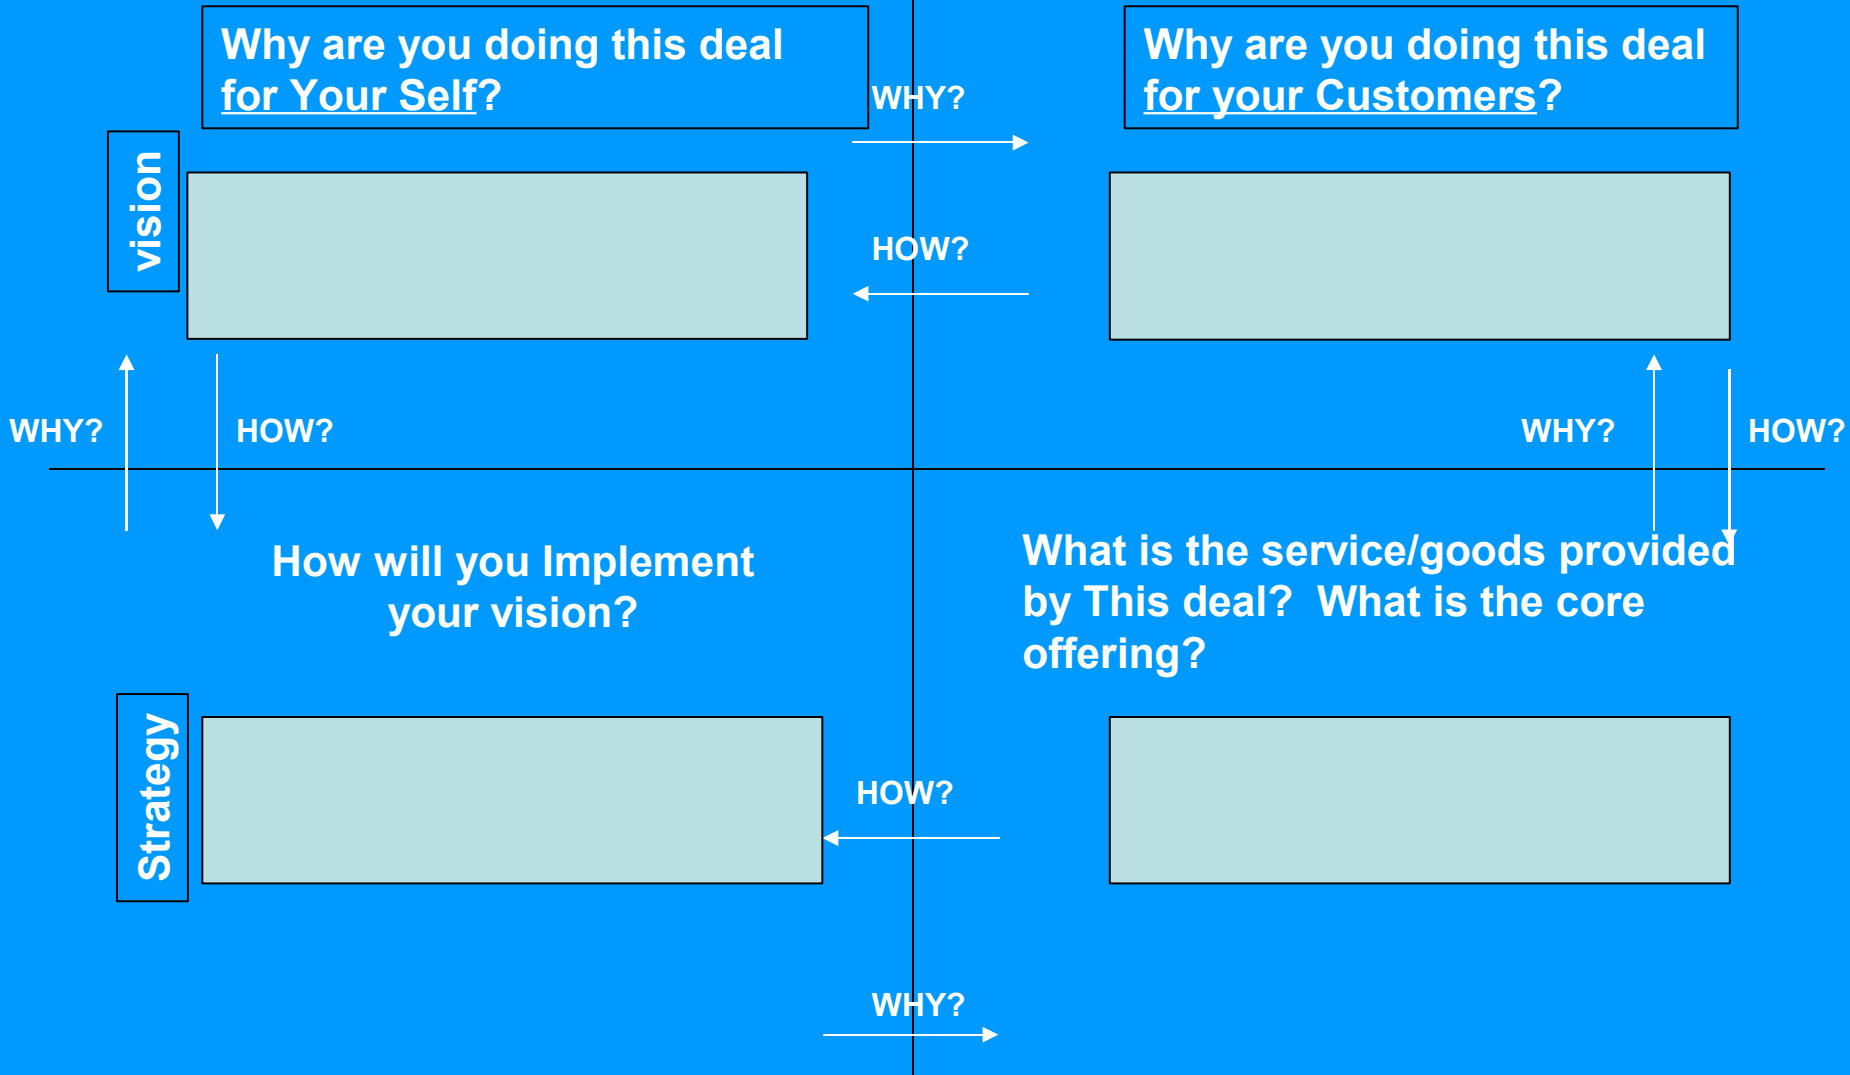 Why are you doing this deal
for Your Self?
WHY?
Why are you doing this deal
for your Customers?
vision
HOW?
WHY?
HOW?
WHY?
HOW?
How will you Implement
your vision?
What is the service/goods provided
by This deal?  What is the core
offering?
Strategy
HOW?
WHY?